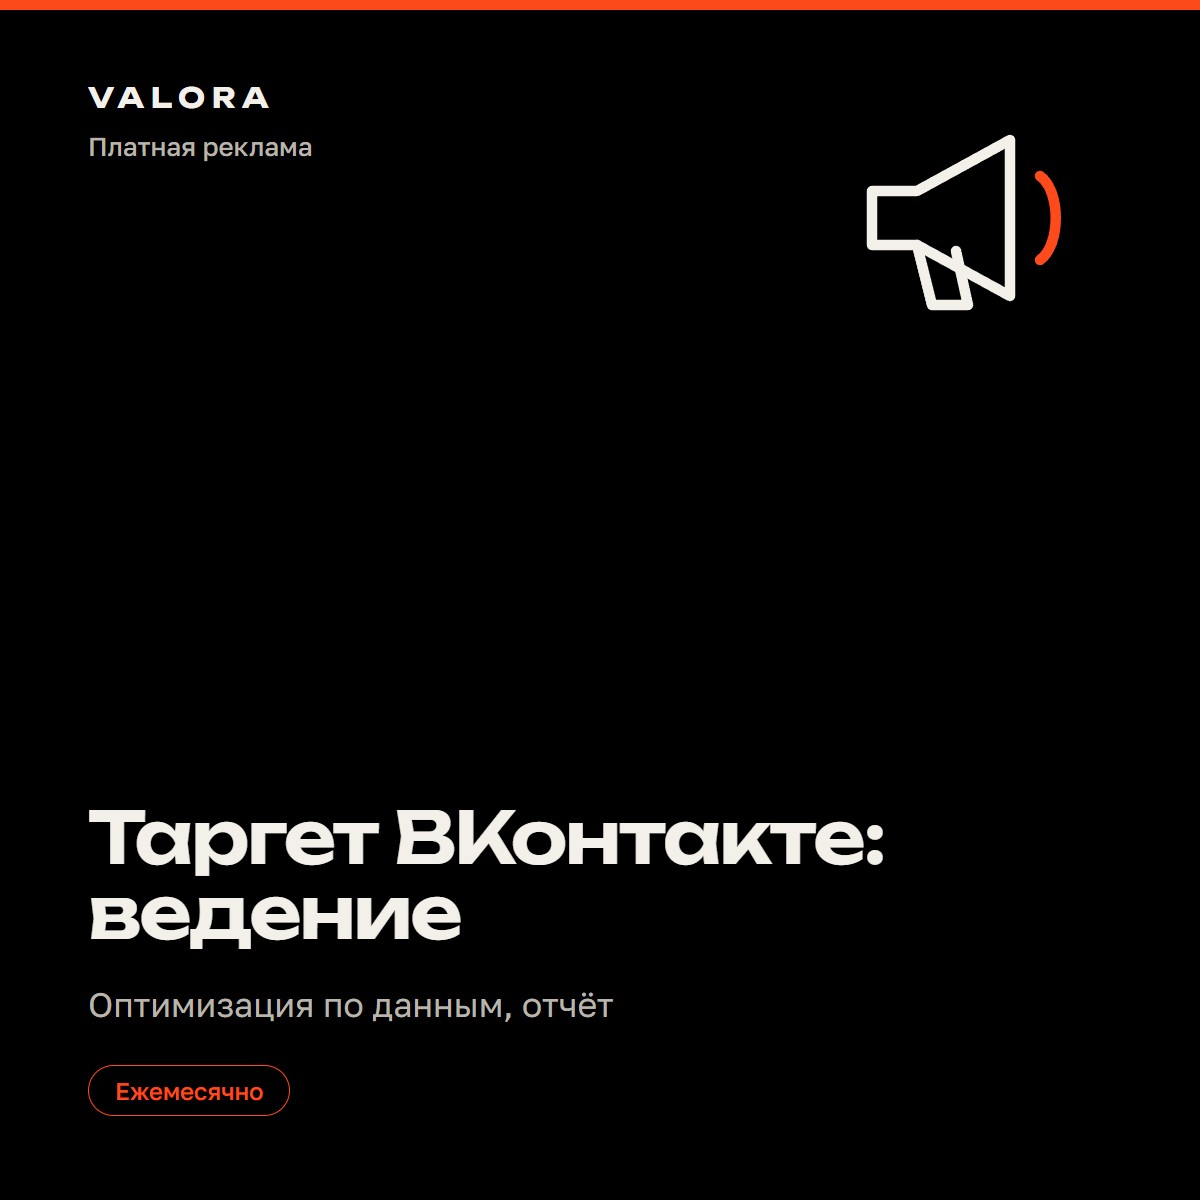 VALORA
Платная реклама
Таргет ВКонтакте:
ведение
Оптимизация по данным, отчёт
Ежемесячно